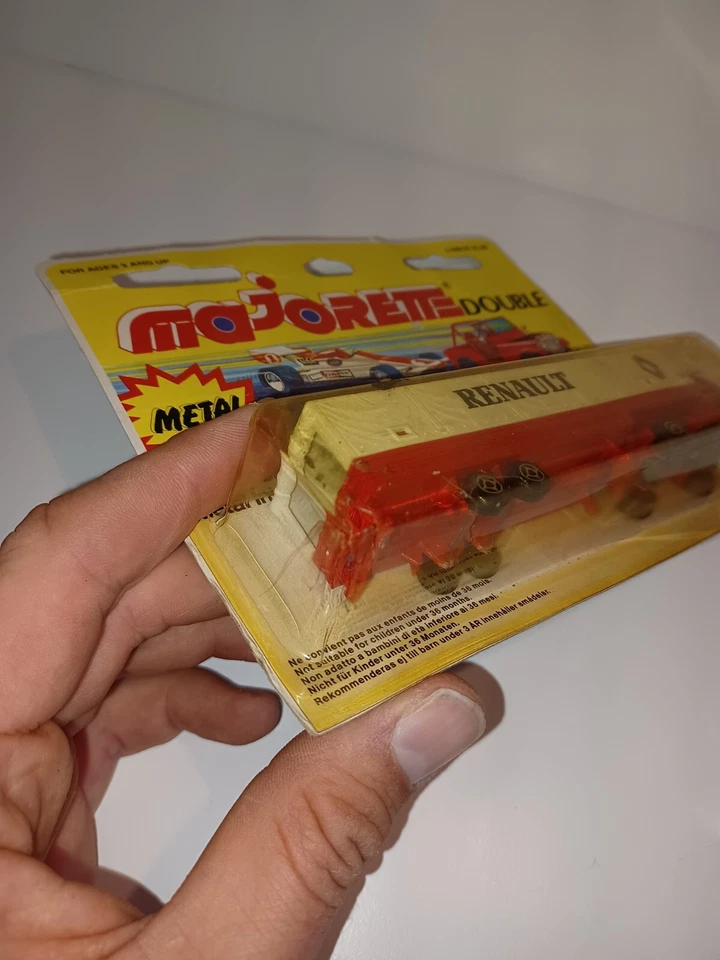 FOR AGES 3 AND UP
MAJORETTE DOUBLE
METAL
RENAULT
Ne convient pas aux enfants de moins de 36 mois.
Not suitable for children under 36 months.
Non adatto a bambini di età inferiore ai 36 mesi.
Nicht für Kinder unter 36 Monaten.
Rekommenderas ej till barn under 3 ÅR innehåller smådelar.